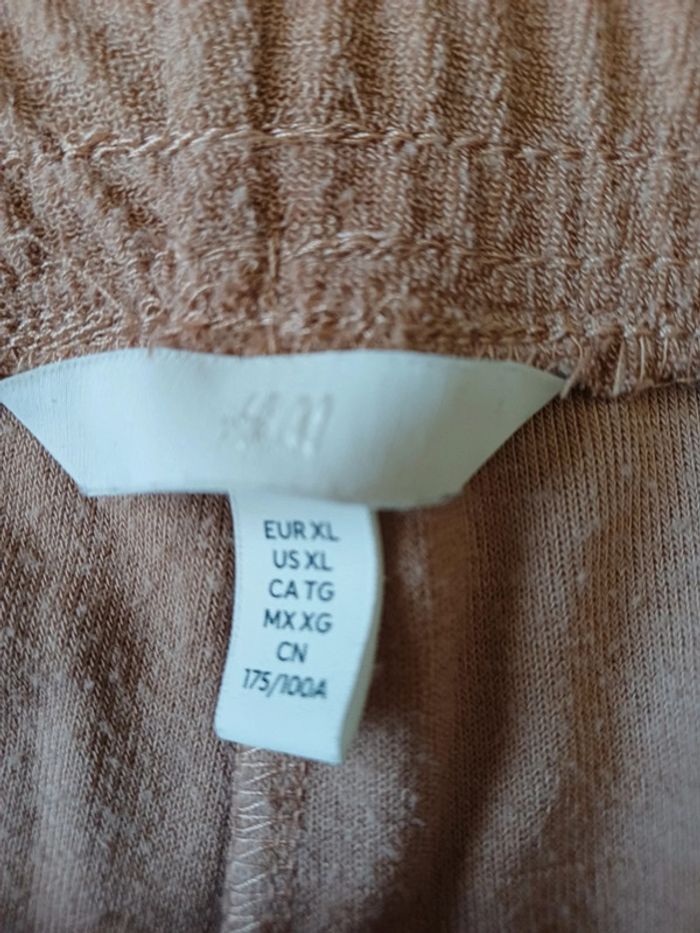 EUR XL
US XL
CA TG
MX XG
CN
175/100A